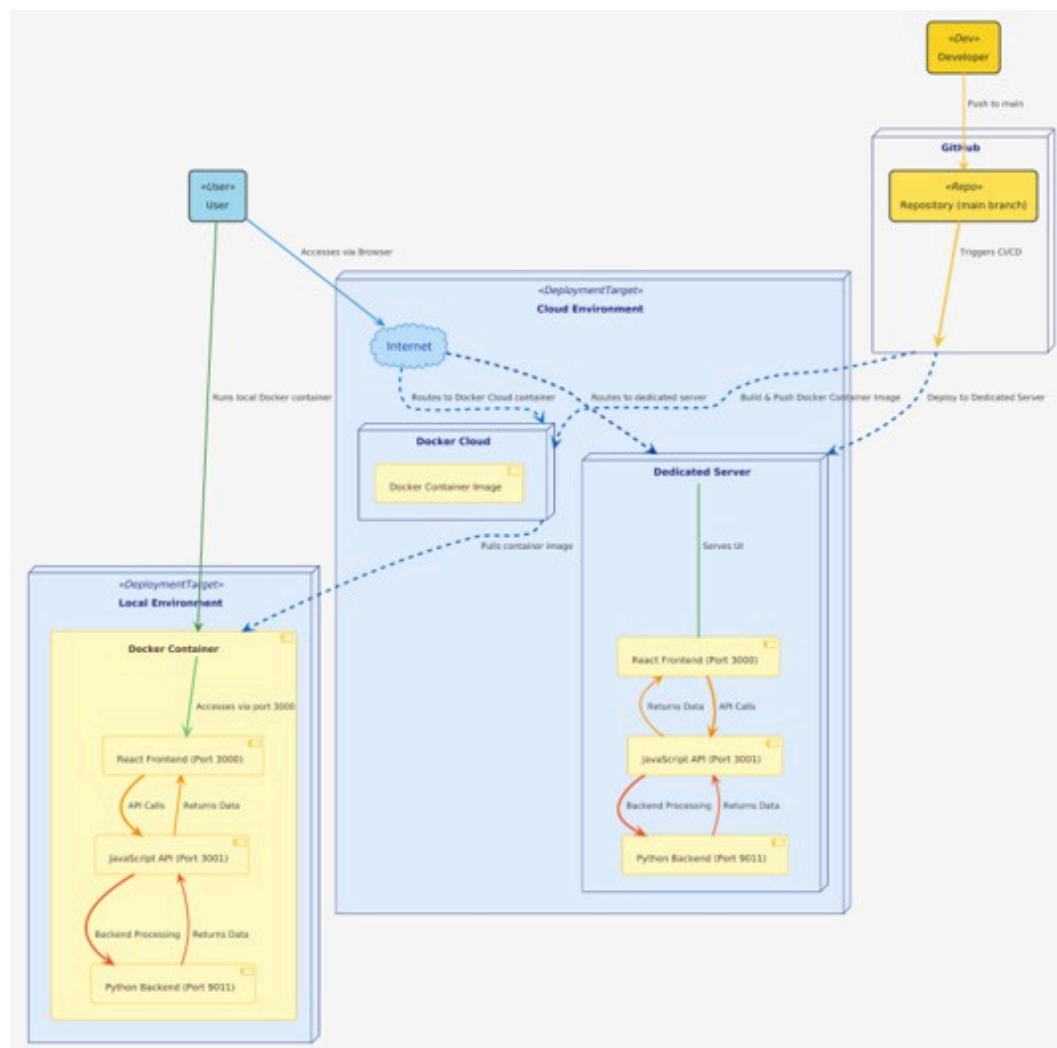 «Dev»
Developer
Push to main
GitHub
«Repo»
Repository (main branch)
Triggers CI/CD
«User»
User
Accesses via Browser
«DeploymentTarget»
Cloud Environment
Internet
Runs local Docker container
Routes to Docker Cloud container
Routes to dedicated server
Build & Push Docker Container Image
Deploy to Dedicated Server
Docker Cloud
Docker Container Image
Dedicated Server
Pulls container image
Serves UI
«DeploymentTarget»
Local Environment
Docker Container
Accesses via port 3000
React Frontend (Port 3000)
API Calls
Returns Data
JavaScript API (Port 3001)
Backend Processing
Returns Data
Python Backend (Port 9011)
React Frontend (Port 3000)
Returns Data
API Calls
JavaScript API (Port 3001)
Backend Processing
Returns Data
Python Backend (Port 9011)